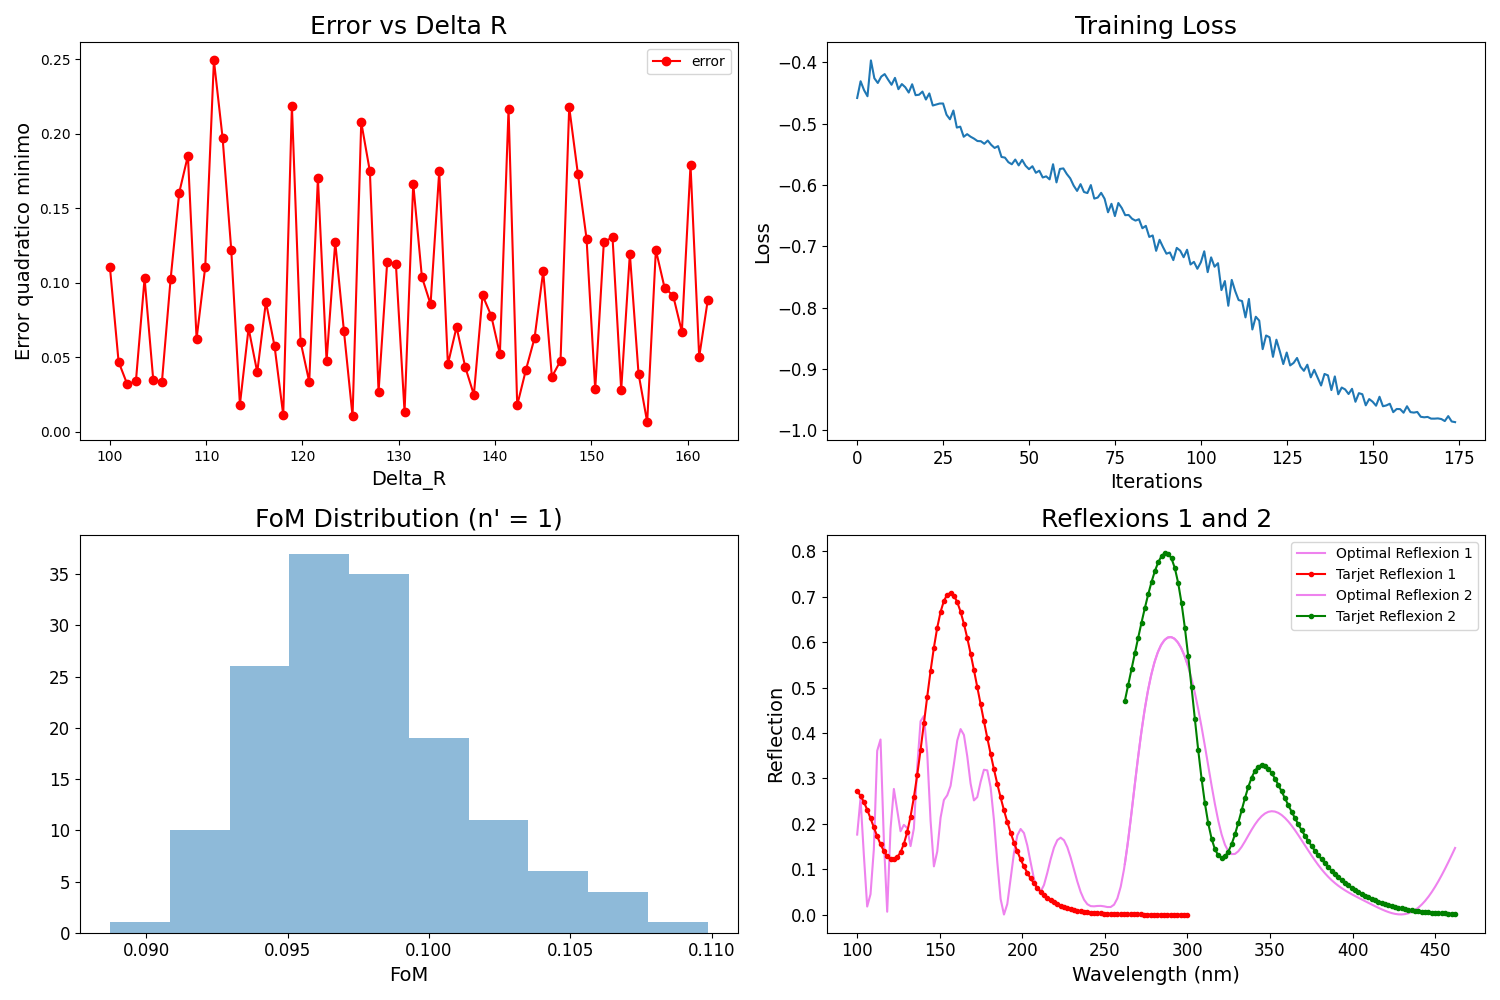 Error vs Delta R
error
Error quadratico minimo
0.25
0.20
0.15
0.10
0.05
0.00
100 110 120 130 140 150 160
Delta_R
Training Loss
Loss
−0.4
−0.5
−0.6
−0.7
−0.8
−0.9
−1.0
0 25 50 75 100 125 150 175
Iterations
FoM Distribution (n' = 1)
35
30
25
20
15
10
5
0
0.090 0.095 0.100 0.105 0.110
FoM
Reflexions 1 and 2
Optimal Reflexion 1
Tarjet Reflexion 1
Optimal Reflexion 2
Tarjet Reflexion 2
Reflection
0.8
0.7
0.6
0.5
0.4
0.3
0.2
0.1
0.0
100 150 200 250 300 350 400 450
Wavelength (nm)